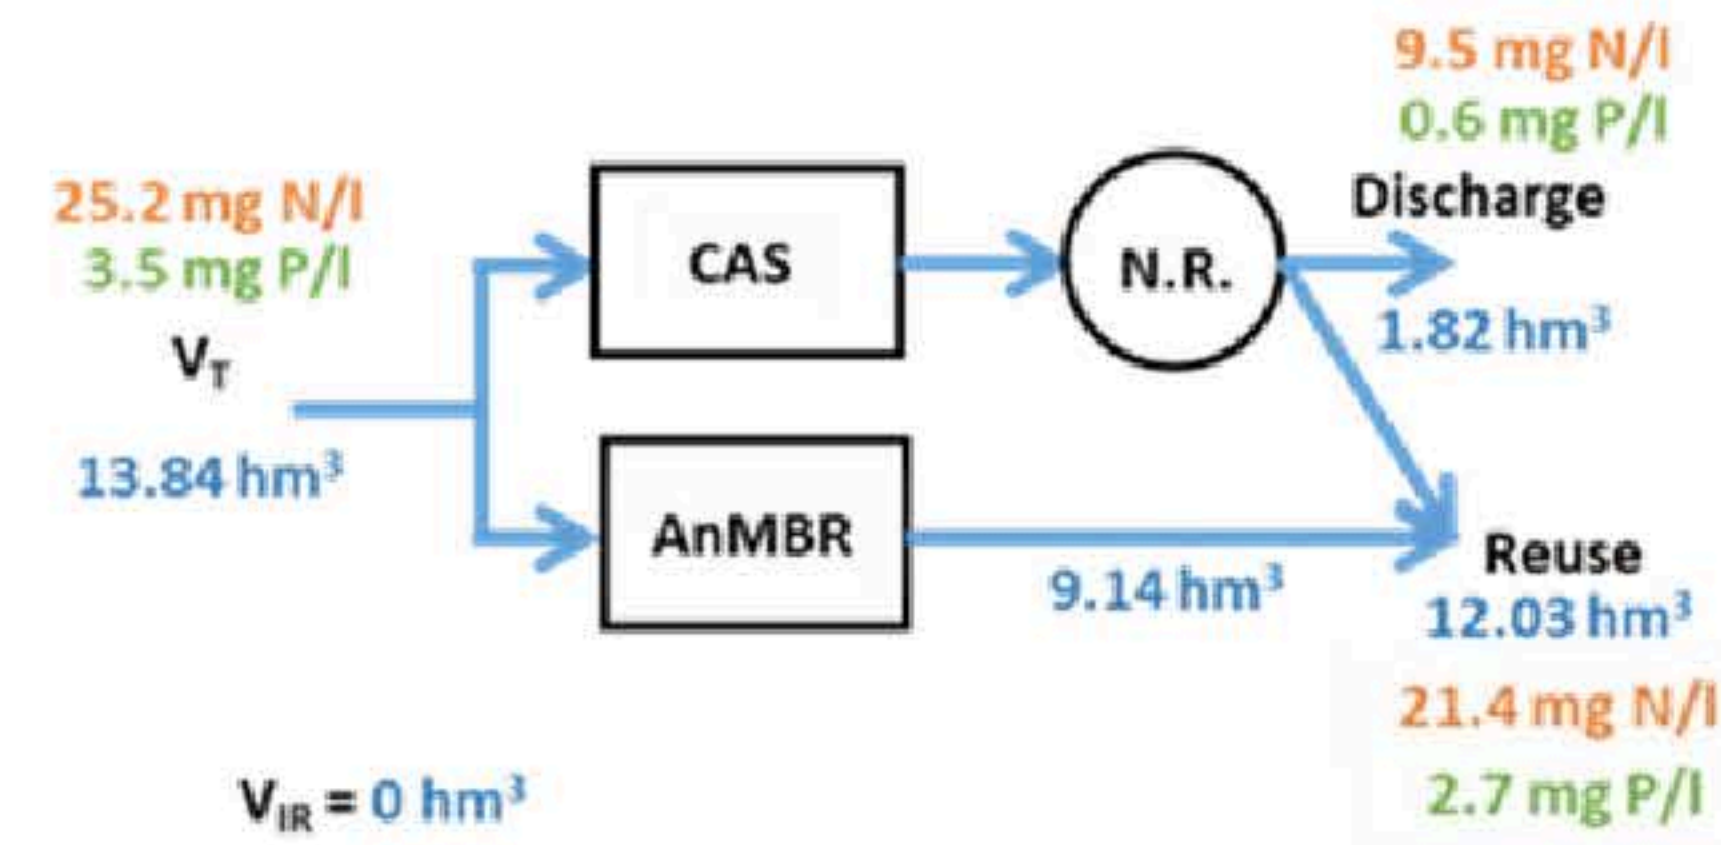 25.2 mg N/l
3.5 mg P/l
V_T
13.84 hm³
CAS
N.R.
9.5 mg N/l
0.6 mg P/l
Discharge
1.82 hm³
AnMBR
9.14 hm³
Reuse
12.03 hm³
21.4 mg N/l
2.7 mg P/l
V_IR = 0 hm³